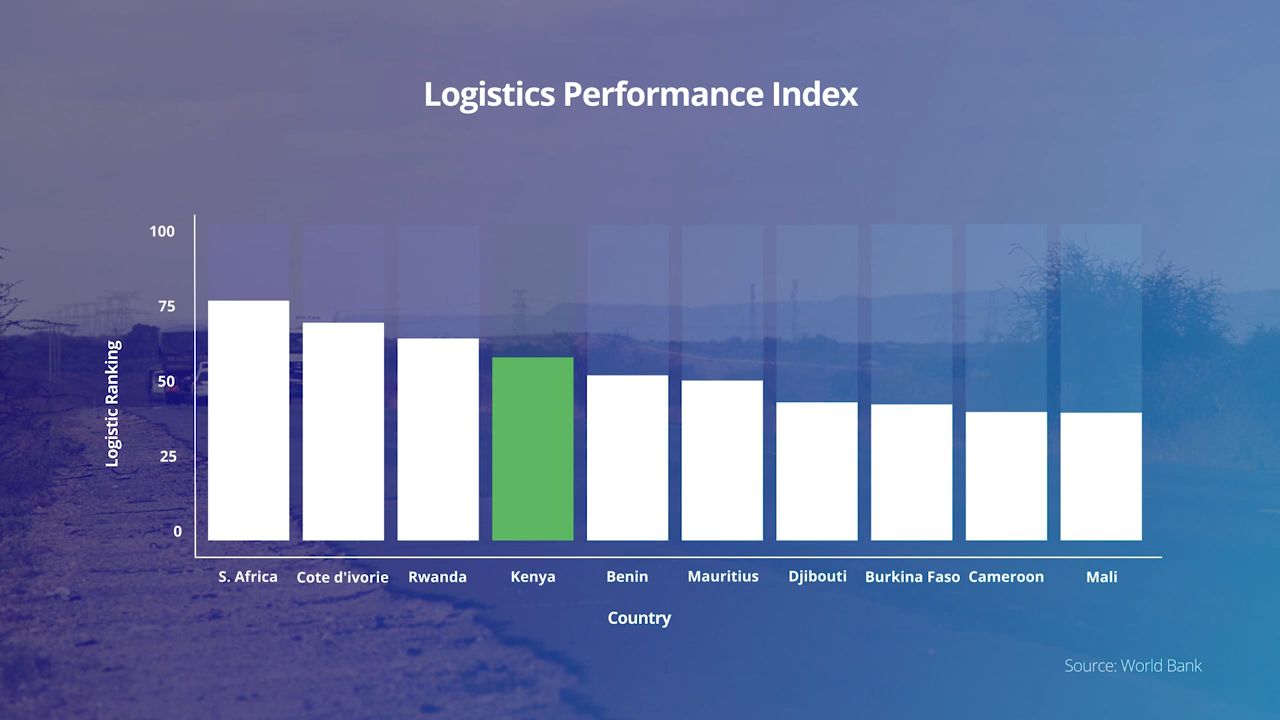 Logistics Performance Index
100
75
50
25
0
Logistic Ranking
S. Africa Cote d'ivorie Rwanda Kenya Benin Mauritius Djibouti Burkina Faso Cameroon Mali
Country
Source: World Bank